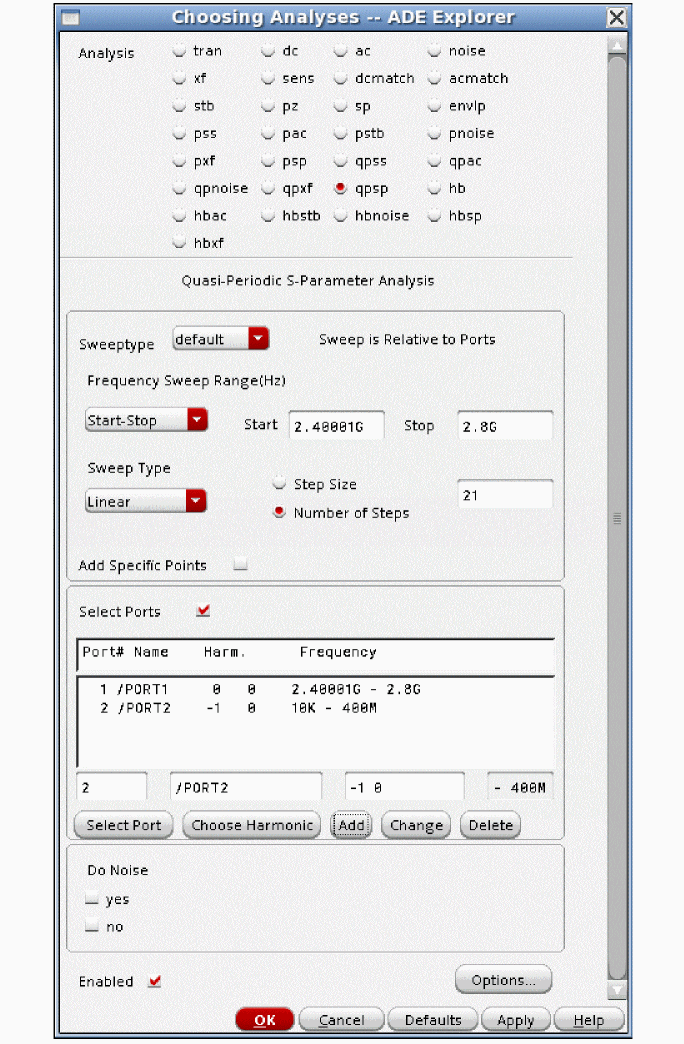 Choosing Analyses -- ADE Explorer
Analysis tran dc ac noise
xf sens dcmatch acmatch
stb pz sp envlp
pss pac pstb pnoise
pxf psp qpss qpac
qpnoise qpxf qpsp hb
hbac hbstb hbnoise hbsp
hbxf
Quasi-Periodic S-Parameter Analysis
Sweeptype default Sweep is Relative to Ports
Frequency Sweep Range(Hz)
Start-Stop Start 2.40001G Stop 2.8G
Sweep Type
Linear Step Size
Number of Steps 21
Add Specific Points
Select Ports
Port# Name Harm. Frequency
1 /PORT1 0 0 2.40001G - 2.8G
2 /PORT2 -1 0 10K - 400M
2 /PORT2 -1 0 - 400M
Select Port Choose Harmonic Add Change Delete
Do Noise
yes
no
Enabled Options...
OK Cancel Defaults Apply Help